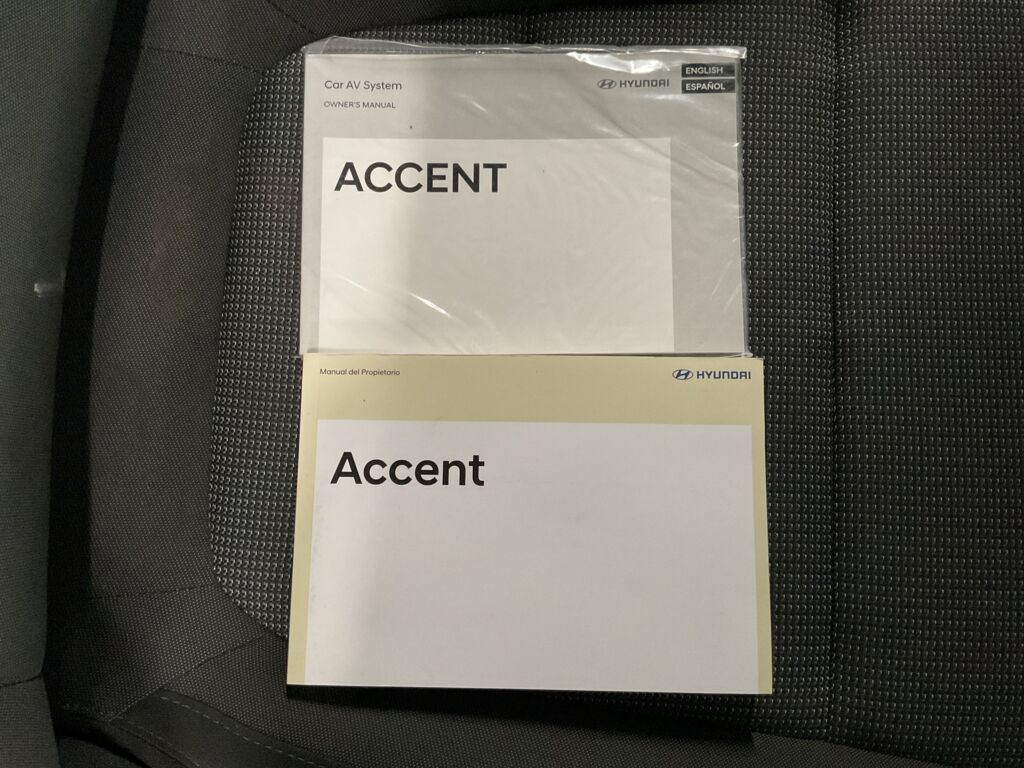 Car AV System
OWNER'S MANUAL
HYUNDAI
ENGLISH
ESPAÑOL
ACCENT
Manual del Propietario
HYUNDAI
Accent